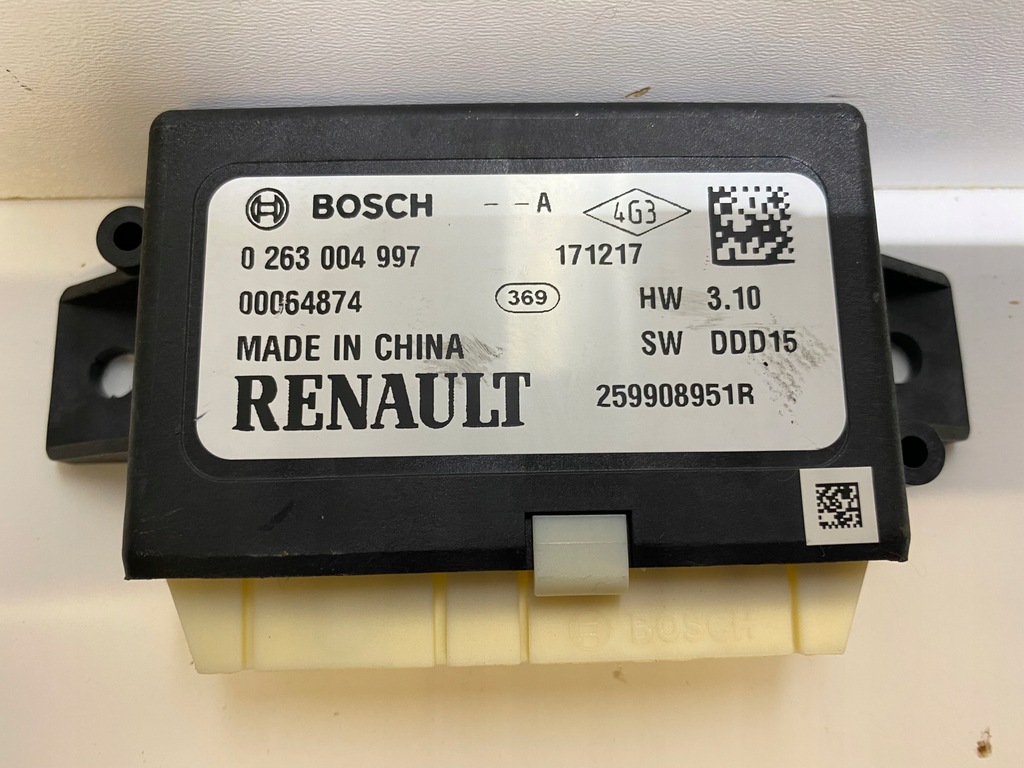 BOSCH --A 4G3
0 263 004 997 171217
00064874 369 HW 3.10
MADE IN CHINA SW DDD15
RENAULT 259908951R
BOSCH